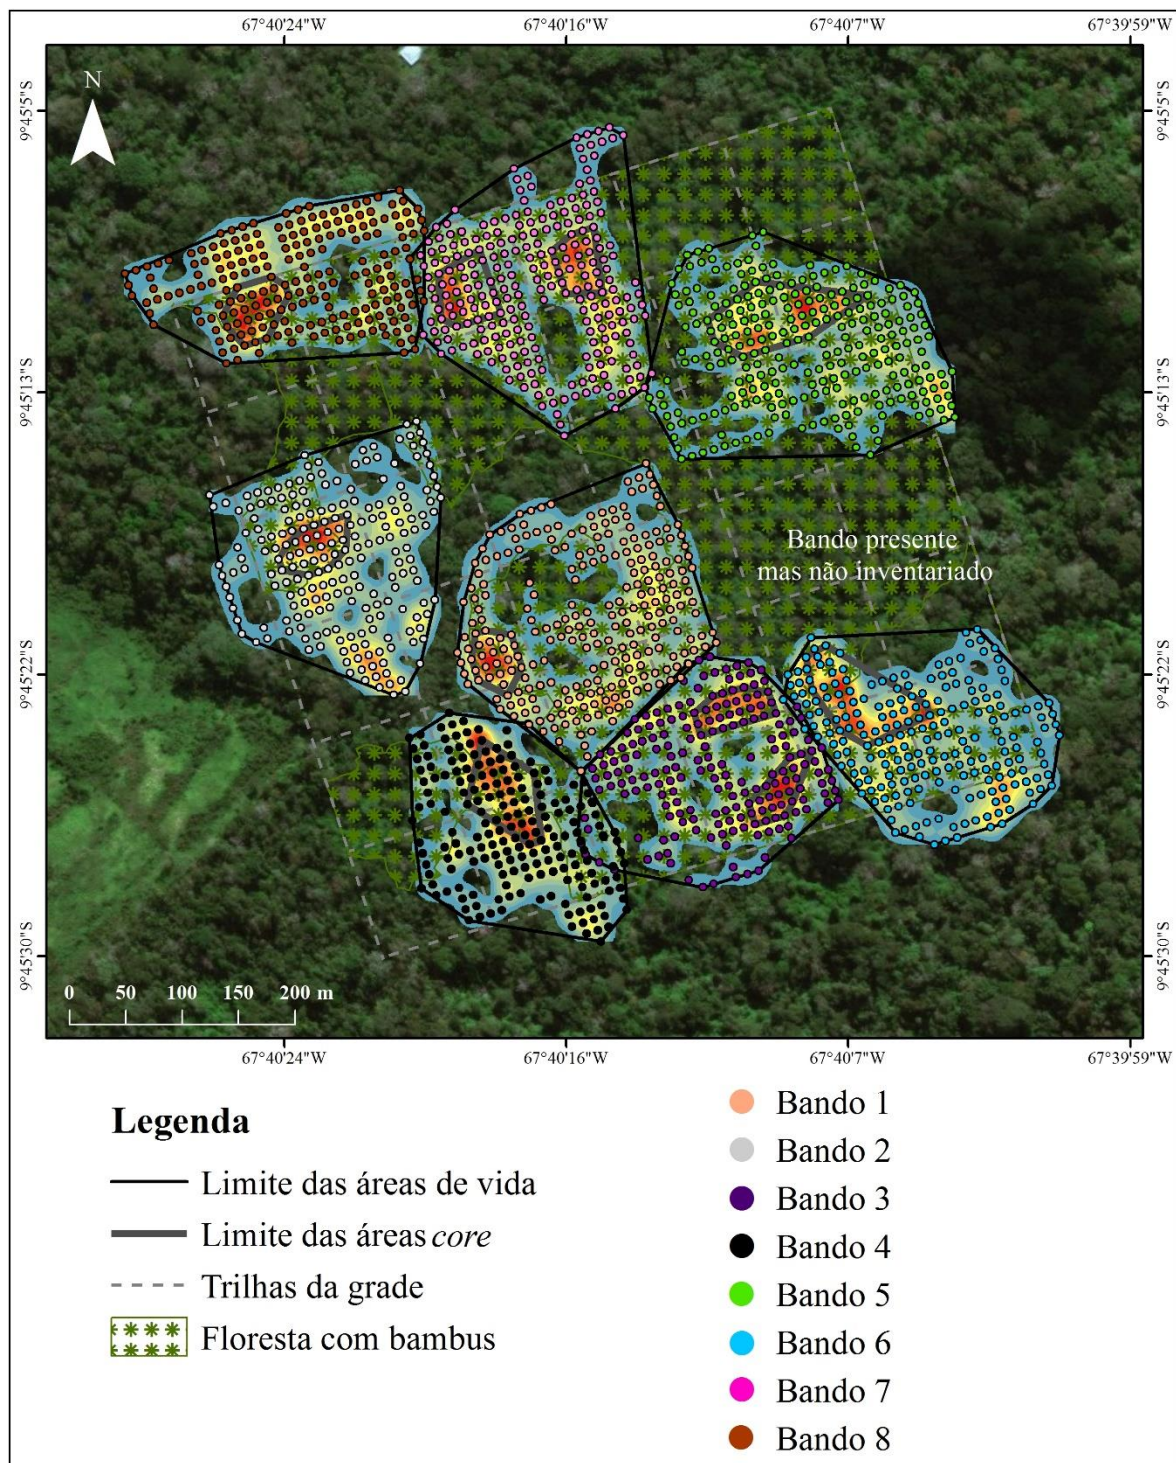 67°40'24"W 67°40'16"W 67°40'7"W 67°39'59"W
N
9°45'5"S 9°45'5"S
9°45'13"S 9°45'13"S
Bando presente
mas não inventariado
9°45'22"S 9°45'22"S
9°45'30"S 9°45'30"S
0 50 100 150 200 m
67°40'24"W 67°40'16"W 67°40'7"W 67°39'59"W
Legenda
Limite das áreas de vida
Limite das áreas core
Trilhas da grade
Floresta com bambus
Bando 1
Bando 2
Bando 3
Bando 4
Bando 5
Bando 6
Bando 7
Bando 8